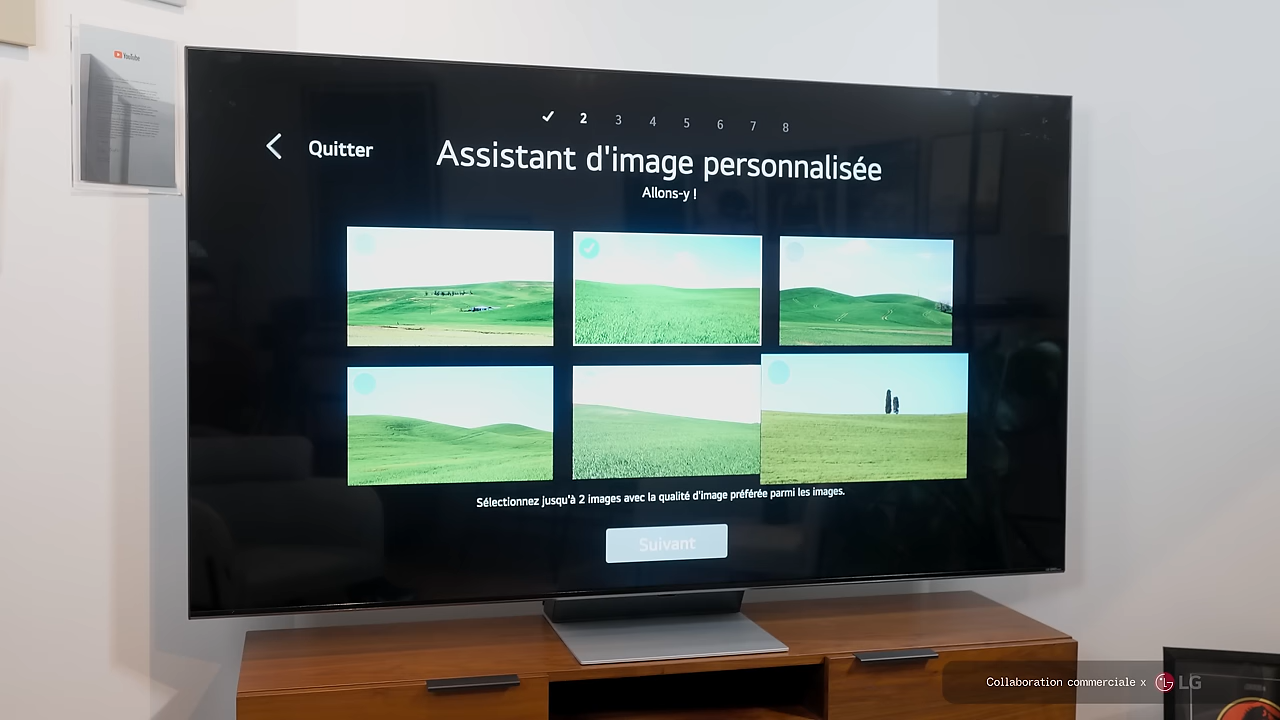 YouTube
✓ 2 3 4 5 6 7 8
Quitter
Assistant d'image personnalisée
Allons-y !
Sélectionnez jusqu'à 2 images avec la qualité d'image préférée parmi les images.
Suivant
Collaboration commerciale x LG